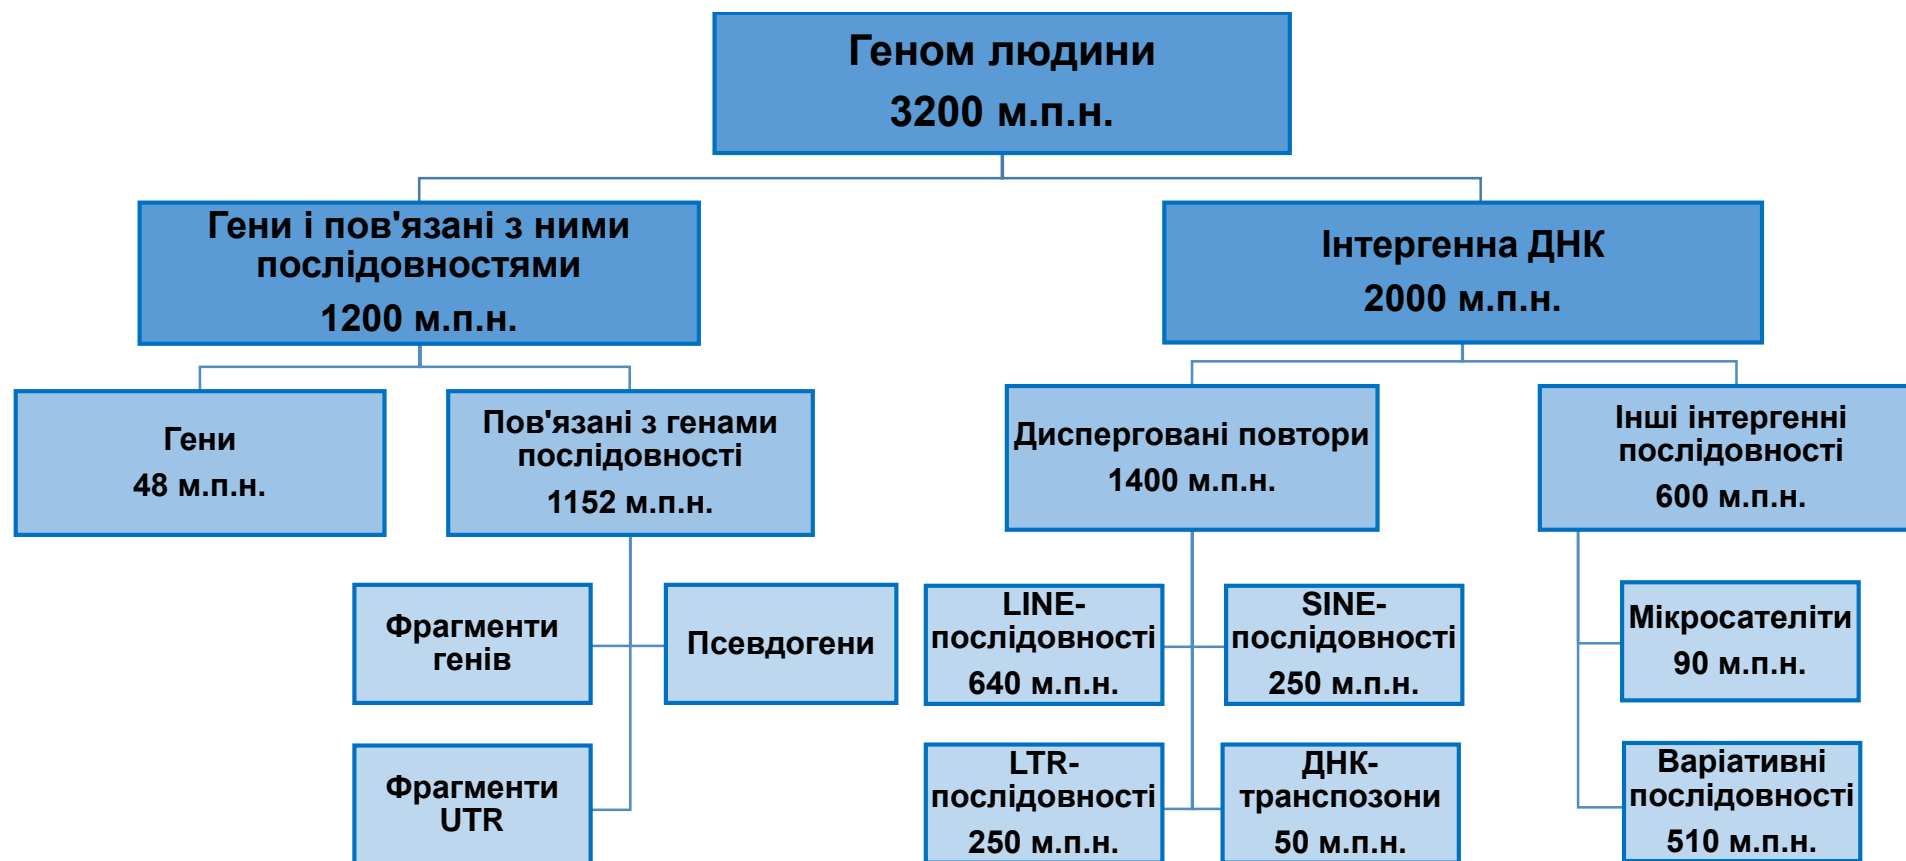 Геном людини
3200 м.п.н.
Гени і пов'язані з ними
послідовностями
1200 м.п.н.
Інтергенна ДНК
2000 м.п.н.
Гени
48 м.п.н.
Пов'язані з генами
послідовності
1152 м.п.н.
Дисперговані повтори
1400 м.п.н.
Інші інтергенні
послідовності
600 м.п.н.
Фрагменти
генів
Псевдогени
LINE-
послідовності
640 м.п.н.
SINE-
послідовності
250 м.п.н.
Мікросателіти
90 м.п.н.
Фрагменти
UTR
LTR-
послідовності
250 м.п.н.
ДНК-
транспозони
50 м.п.н.
Варіативні
послідовності
510 м.п.н.